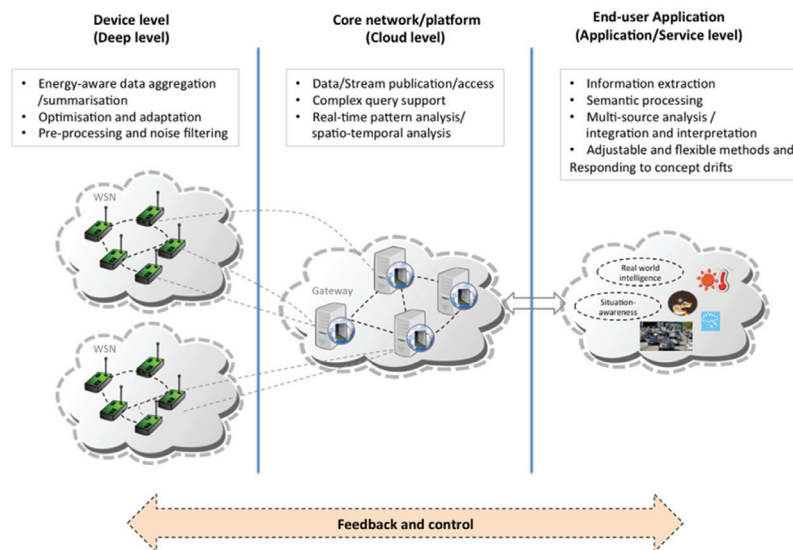 Device level
(Deep level)
Core network/platform
(Cloud level)
End-user Application
(Application/Service level)
• Energy-aware data aggregation
/summarisation
• Optimisation and adaptation
• Pre-processing and noise filtering
• Data/Stream publication/access
• Complex query support
• Real-time pattern analysis/
spatio-temporal analysis
• Information extraction
• Semantic processing
• Multi-source analysis /
integration and interpretation
• Adjustable and flexible methods and
Responding to concept drifts
WSN
Gateway
Real world
intelligence
Situation-
awareness
WSN
Feedback and control